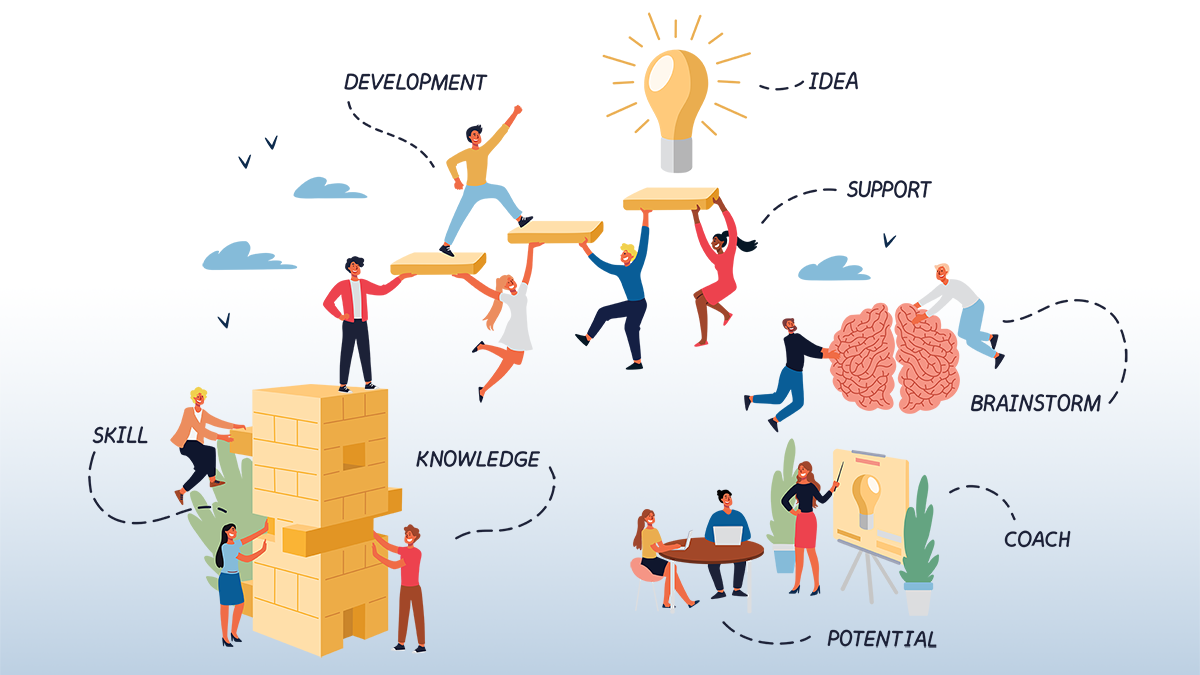 DEVELOPMENT
IDEA
SUPPORT
BRAINSTORM
SKILL
KNOWLEDGE
COACH
POTENTIAL